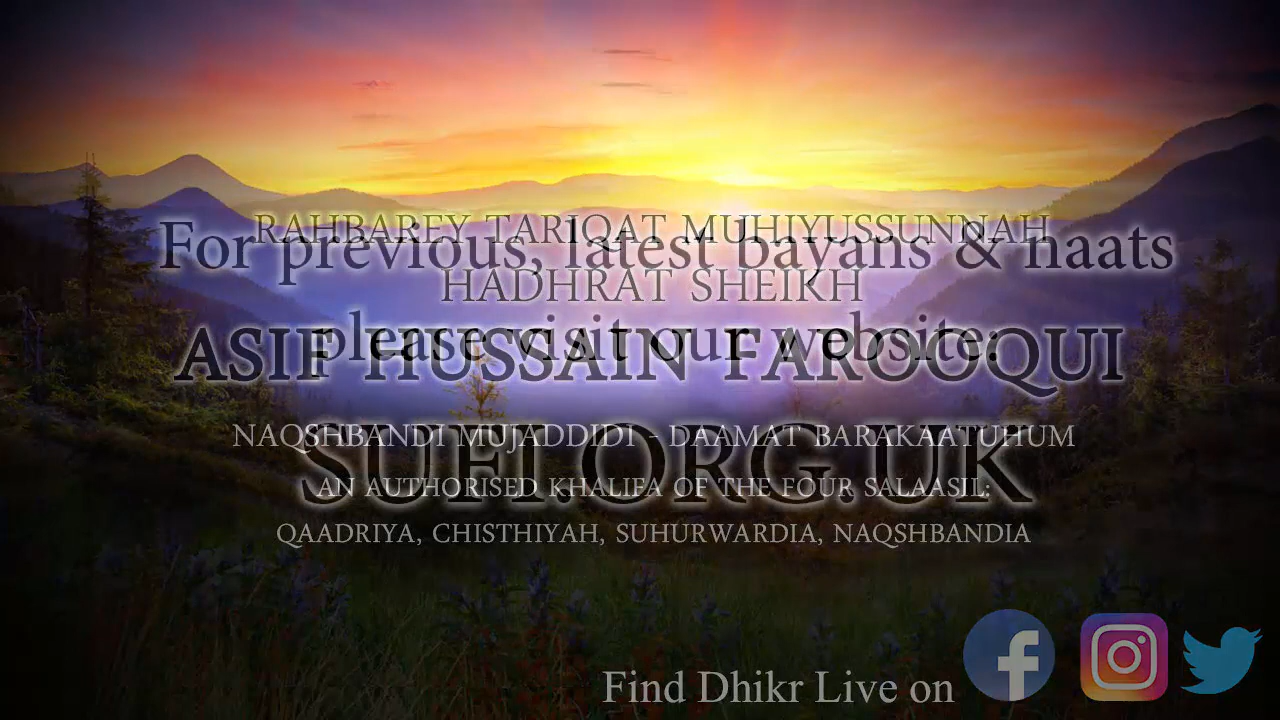 RAHBAREY TARIQAT MUHIYUSSUNNAH
For previous, latest bayans & naats
HADHRAT SHEIKH
please visit our website:
ASIF HUSSAIN FAROOQUI
NAQSHBANDI MUJADDIDI - DAAMAT BARAKAATUHUM
SUFI.ORG.UK
AN AUTHORISED KHALIFA OF THE FOUR SALAASIL:
QAADRIYA, CHISTHIYAH, SUHURWARDIA, NAQSHBANDIA
Find Dhikr Live on